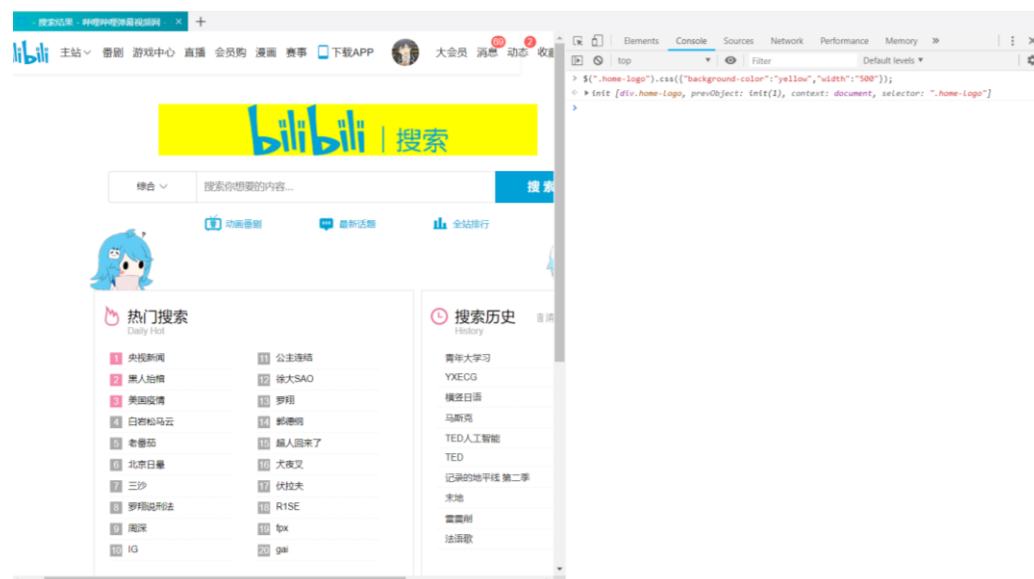 - 搜索结果 - 哔哩哔哩弹幕视频网 - × +
bilibili 主站 番剧 游戏中心 直播 会员购 漫画 赛事 下载APP 大会员 消息 69 动态 2 收
Elements Console Sources Network Performance Memory »
top Filter Default levels ▼
> $(".home-logo").css({"background-color":"yellow","width":"500"});
init [div.home-logo, prevObject: init(1), context: document, selector: ".home-logo"]
bilibili | 搜索
综合 搜索你想要的内容... 搜索
动画番剧 最新话题 全站排行
热门搜索
Daily Hot
1 央视新闻
2 黑人抬棺
3 美国疫情
4 白岩松马云
5 老番茄
6 北京日暈
7 三沙
8 罗翔说刑法
9 周深
10 IG
11 公主连结
12 徐大SAO
13 罗翔
14 郭德纲
15 超人回来了
16 犬夜叉
17 伏拉夫
18 R1SE
19 fpx
20 gai
搜索历史
History
青年大学习
YXECG
横竖日语
马斯克
TED人工智能
TED
记录的地平线 第二季
末地
雷震削
法语歌